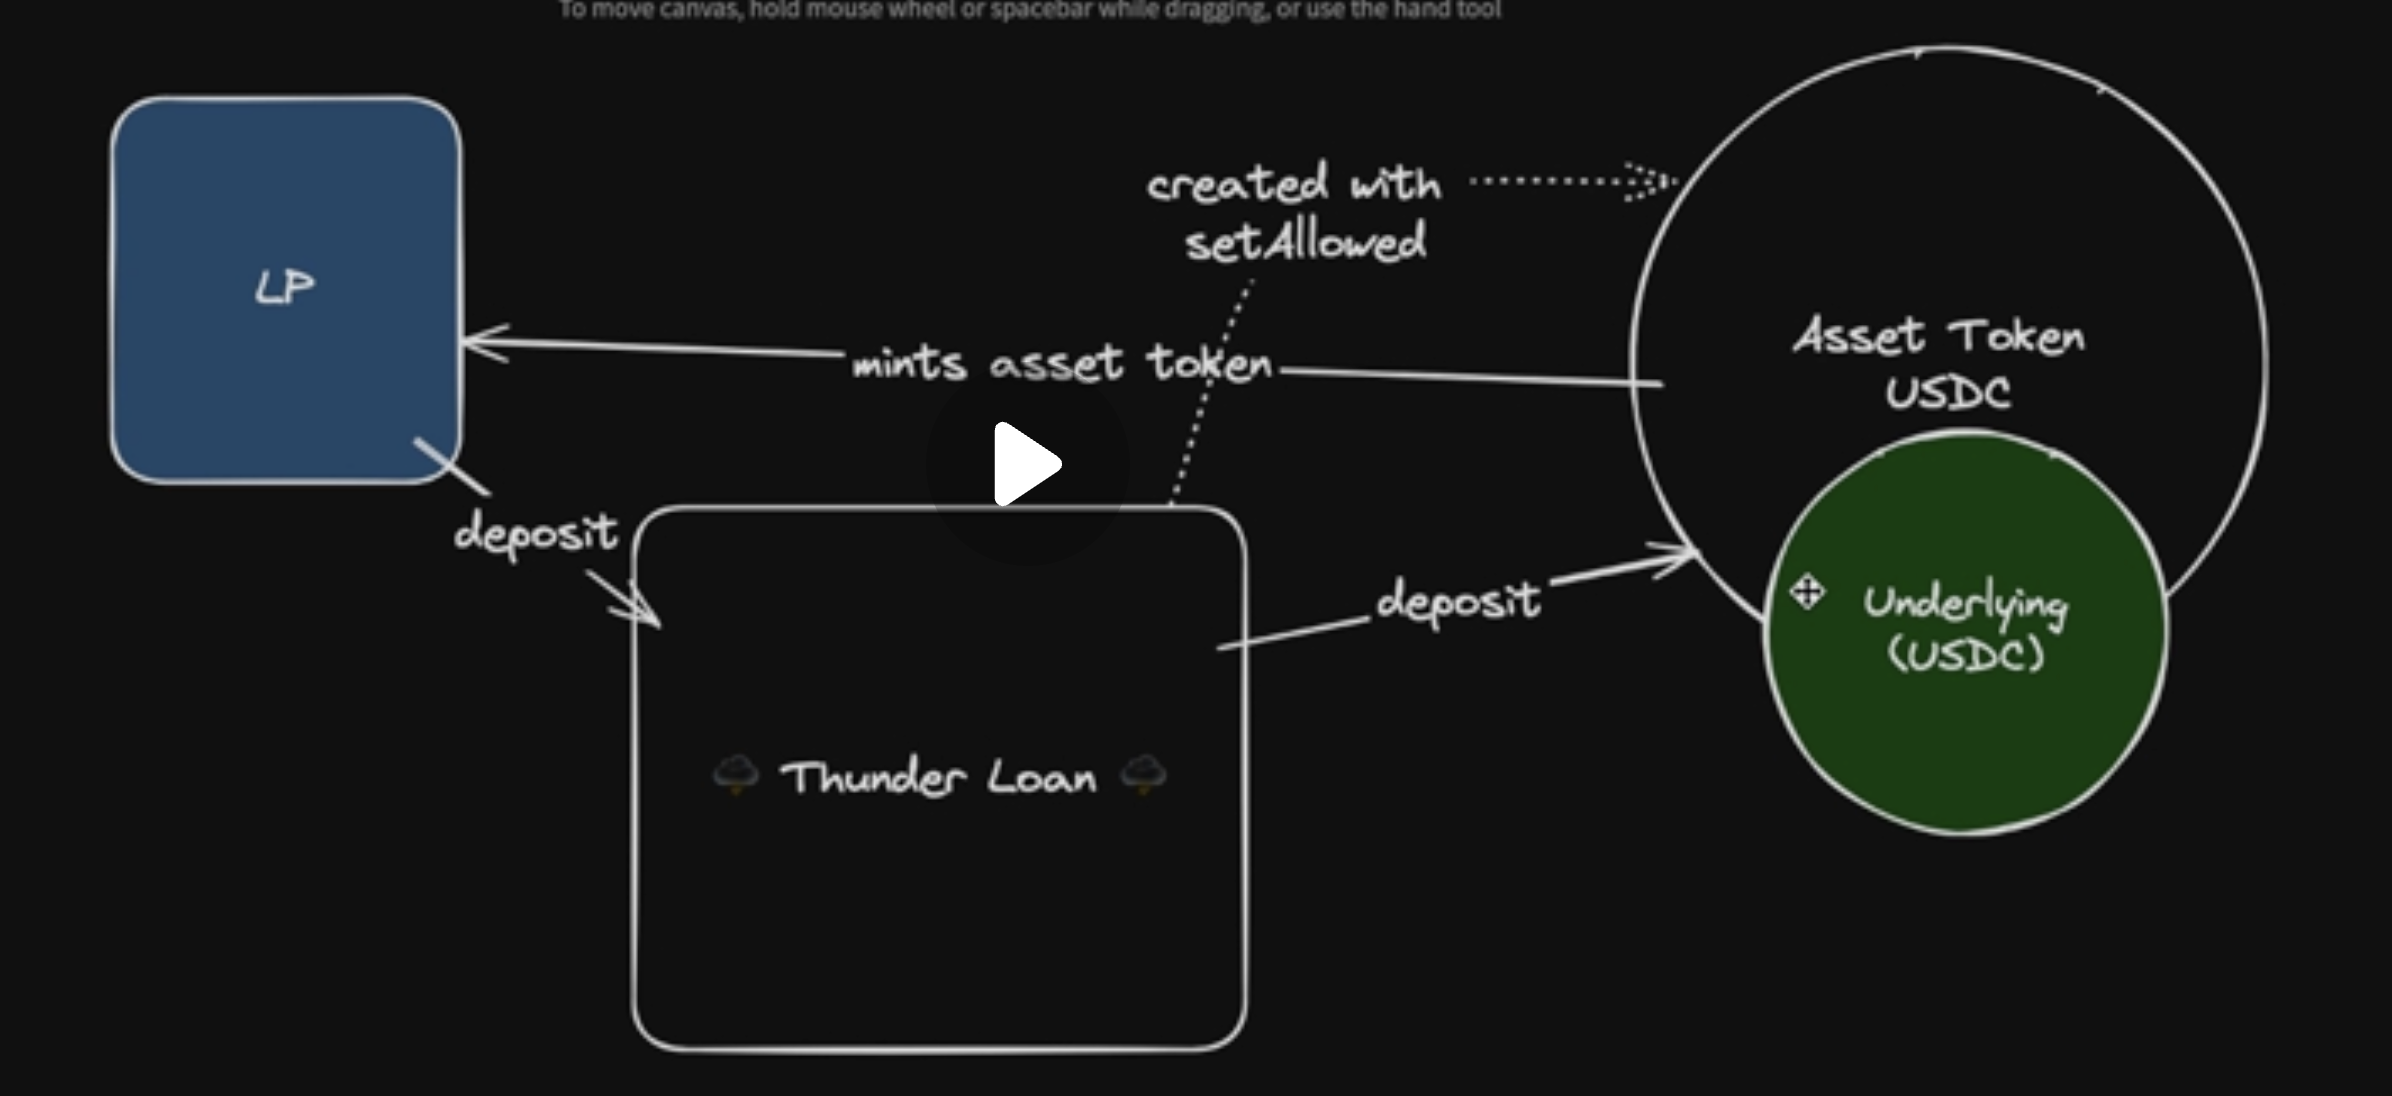 To move canvas, hold mouse wheel or spacebar while dragging, or use the hand tool
LP
created with
setAllowed
mints asset token
Asset Token
USDC
deposit
deposit
Underlying
(USDC)
🌩️ Thunder Loan 🌩️